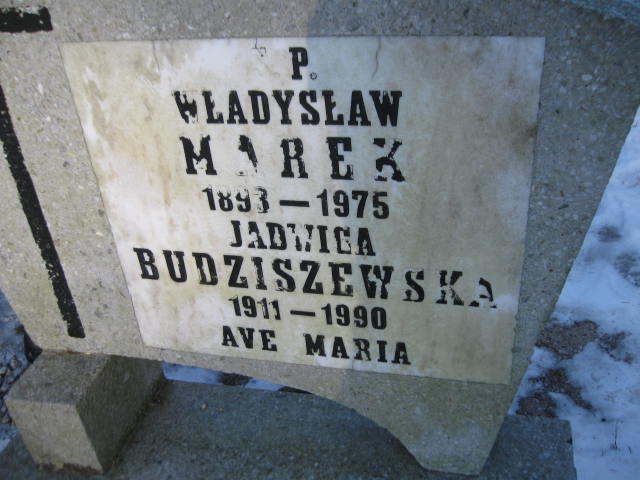 P.
WŁADYSŁAW
MAREK
1893—1975
JADWIGA
BUDZISZEWSKA
1911—1990
AVE MARIA